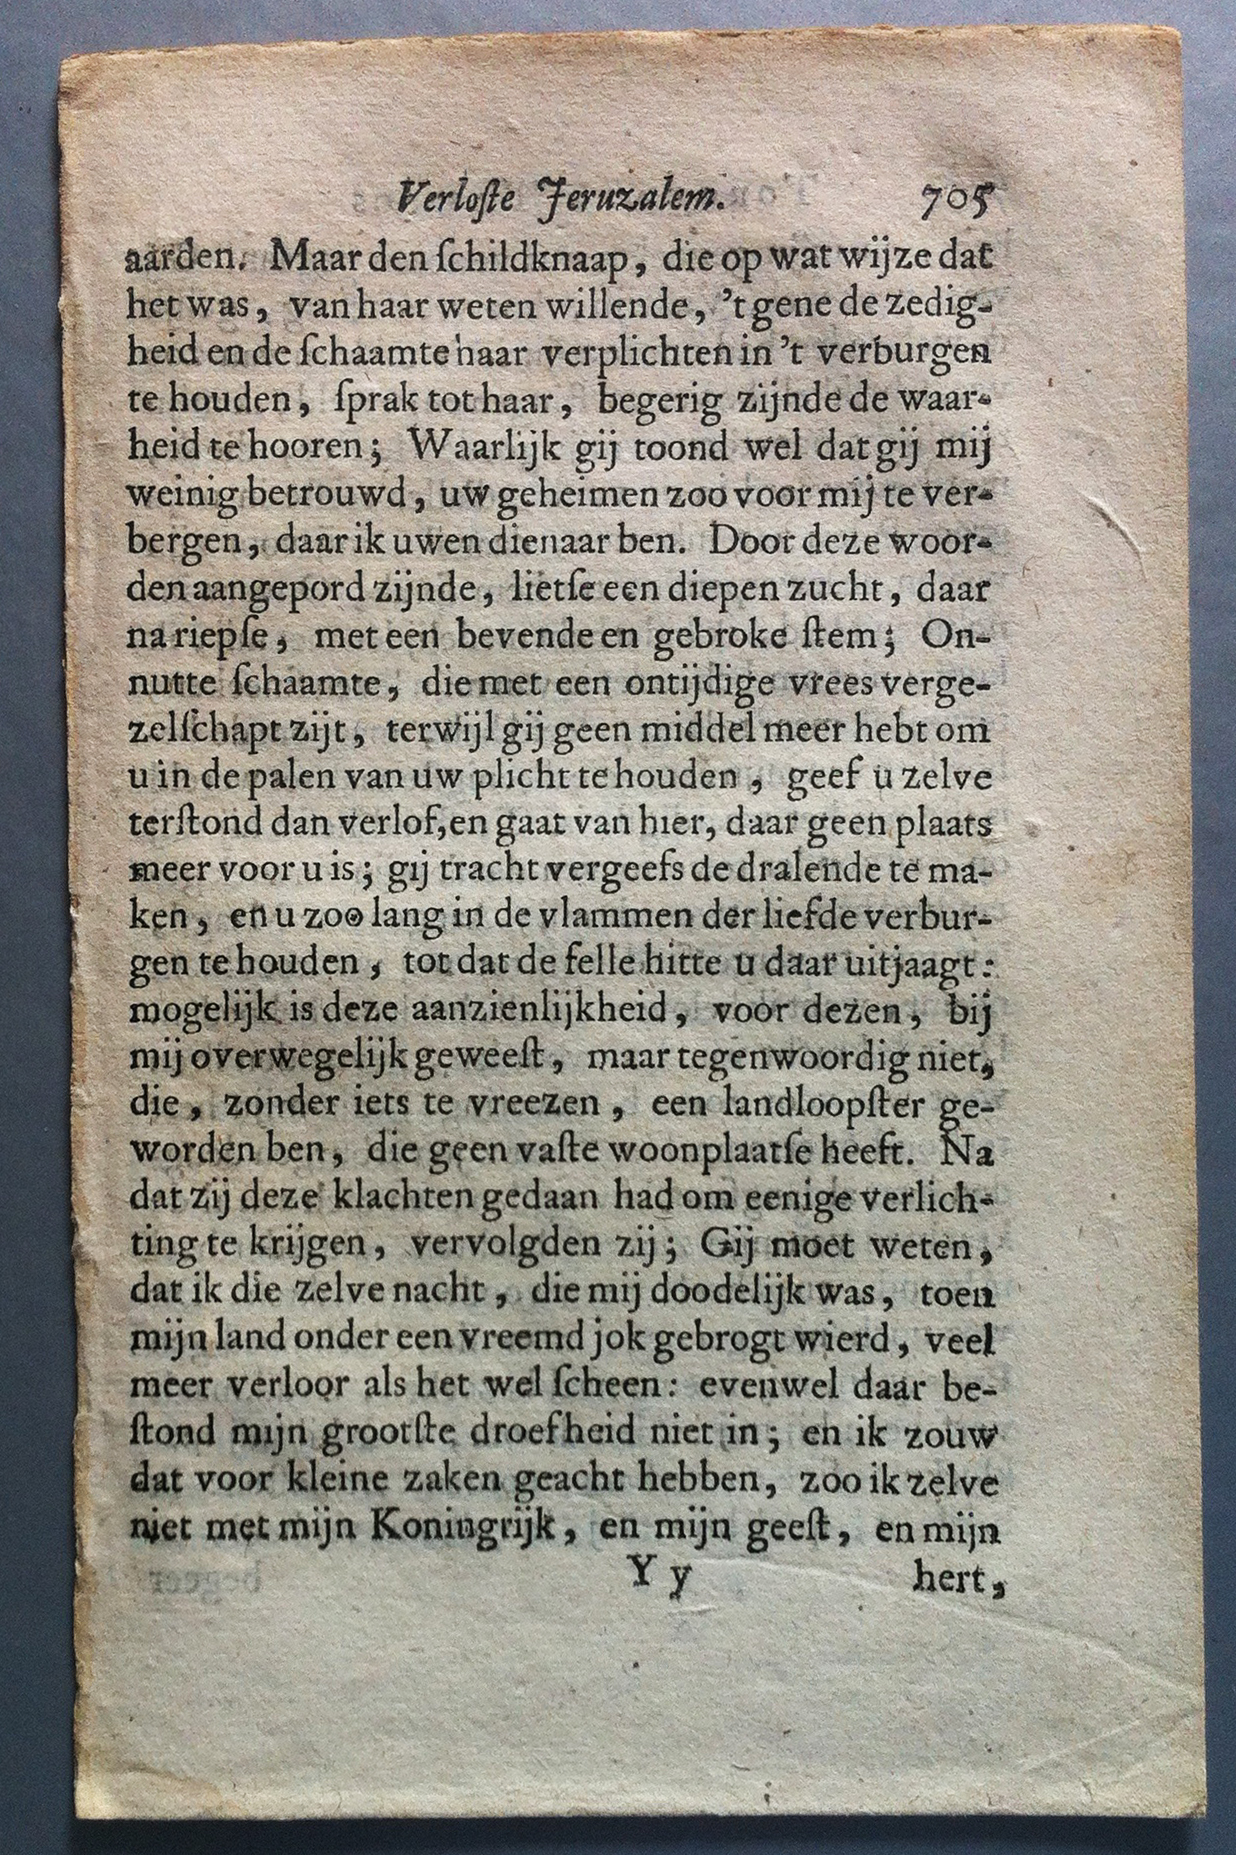 Verloſte Jeruzalem. 705
aarden. Maar den ſchildknaap, die op wat wijze dat
het was, van haar weten willende, 't gene de zedig-
heid en de ſchaamte haar verplichten in 't verburgen
te houden, ſprak tot haar, begerig zijnde de waar-
heid te hooren; Waarlijk gij toond wel dat gij mij
weinig betrouwd, uw geheimen zoo voor mij te ver-
bergen, daar ik uwen dienaar ben. Door deze woor-
den aangepord zijnde, lietſe een diepen zucht, daar
na riepſe, met een bevende en gebroke ſtem; On-
nutte ſchaamte, die met een ontijdige vrees verge-
zelſchapt zijt, terwijl gij geen middel meer hebt om
u in de palen van uw plicht te houden, geef u zelve
terſtond dan verlof, en gaat van hier, daar geen plaats
meer voor u is; gij tracht vergeefs de dralende te ma-
ken, en u zoo lang in de vlammen der liefde verbur-
gen te houden, tot dat de felle hitte u daar uitjaagt:
mogelijk is deze aanzienlijkheid, voor dezen, bij
mij overwegelijk geweeſt, maar tegenwoordig niet,
die, zonder iets te vreezen, een landloopſter ge-
worden ben, die geen vaſte woonplaatſe heeft. Na
dat zij deze klachten gedaan had om eenige verlich-
ting te krijgen, vervolgden zij; Gij moet weten,
dat ik die zelve nacht, die mij doodelijk was, toen
mijn land onder een vreemd jok gebrogt wierd, veel
meer verloor als het wel ſcheen: evenwel daar be-
ſtond mijn grootſte droefheid niet in; en ik zouw
dat voor kleine zaken geacht hebben, zoo ik zelve
niet met mijn Koningrijk, en mijn geeſt, en mijn
Y y hert,